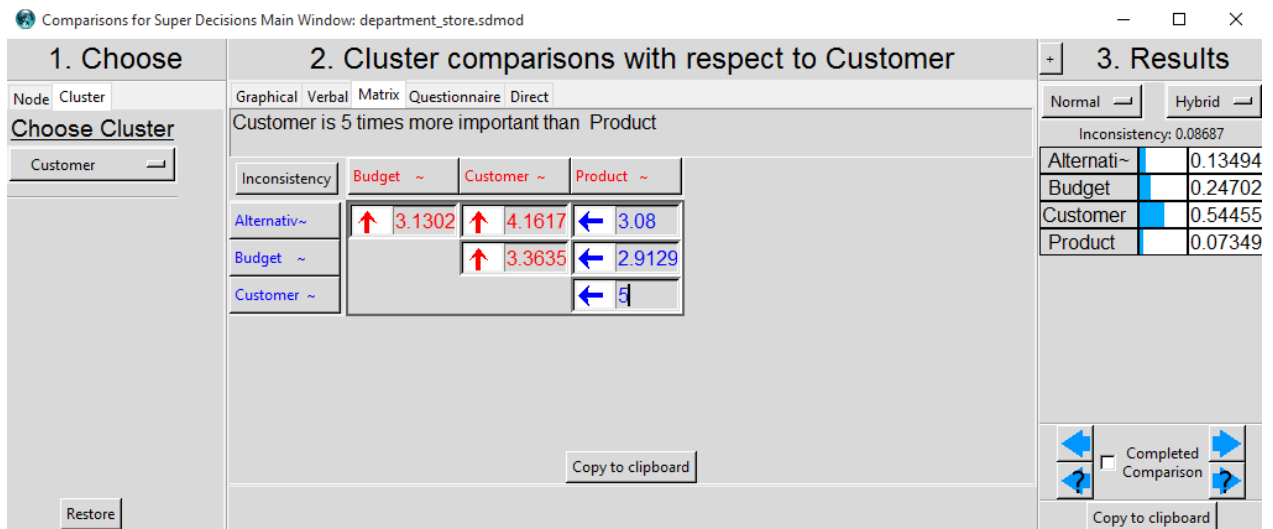 Comparisons for Super Decisions Main Window: department_store.sdmod
1. Choose
Node Cluster
Choose Cluster
Customer
Restore
2. Cluster comparisons with respect to Customer
Graphical Verbal Matrix Questionnaire Direct
Customer is 5 times more important than Product
Inconsistency Budget ~ Customer ~ Product ~
Alternativ~ 3.1302 4.1617 3.08
Budget ~ 3.3635 2.9129
Customer ~ 5
Copy to clipboard
+ 3. Results
Normal Hybrid
Inconsistency: 0.08687
Alternati~ 0.13494
Budget 0.24702
Customer 0.54455
Product 0.07349
Completed
Comparison
? ?
Copy to clipboard